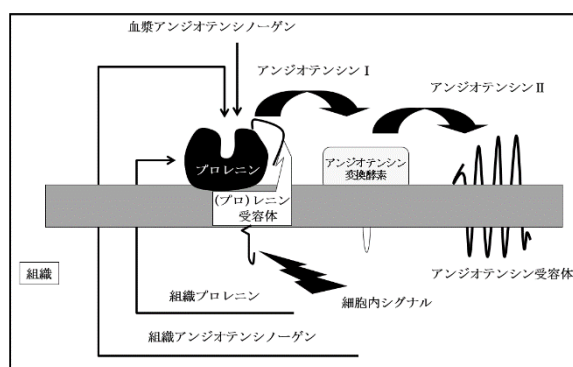 血漿アンジオテンシノーゲン
アンジオテンシンⅠ
アンジオテンシンⅡ
プロレニン
アンジオテンシン
変換酵素
(プロ)レニン
受容体
アンジオテンシン受容体
組織
組織プロレニン
細胞内シグナル
組織アンジオテンシノーゲン